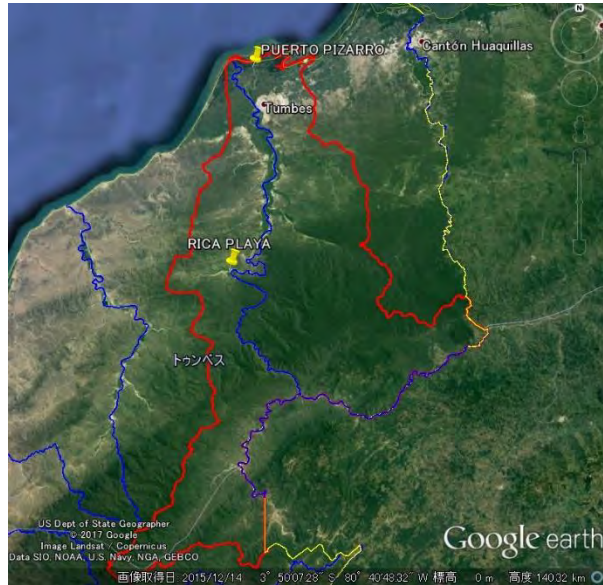 N
PUERTO PIZARRO
Cantón Huaquillas
Tumbes
RICA PLAYA
トゥンベス
US Dept of State Geographer
© 2017 Google
Image Landsat / Copernicus
Data SIO, NOAA, U.S. Navy, NGA, GEBCO
Google earth
画像取得日 2015/12/14 3° 50'07.28" S 80° 40'48.32" W 標高 0 m 高度 140.32 km